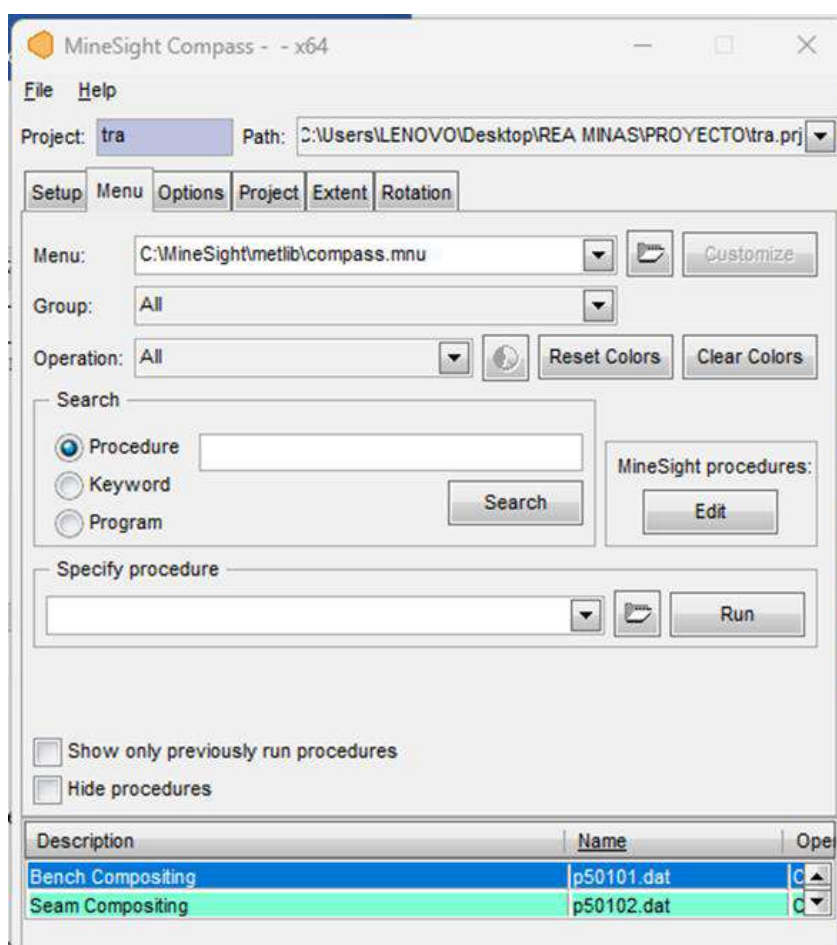 MineSight Compass - - x64
File Help
Project: tra Path: C:\Users\LENOVO\Desktop\REA MINAS\PROYECTO\tra.prj
Setup Menu Options Project Extent Rotation
Menu: C:\MineSight\metlib\compass.mnu Customize
Group: All
Operation: All Reset Colors Clear Colors
Search
Procedure
Keyword
Program
Search
MineSight procedures:
Edit
Specify procedure
Run
Show only previously run procedures
Hide procedures
Description Name Oper
Bench Compositing p50101.dat C
Seam Compositing p50102.dat C